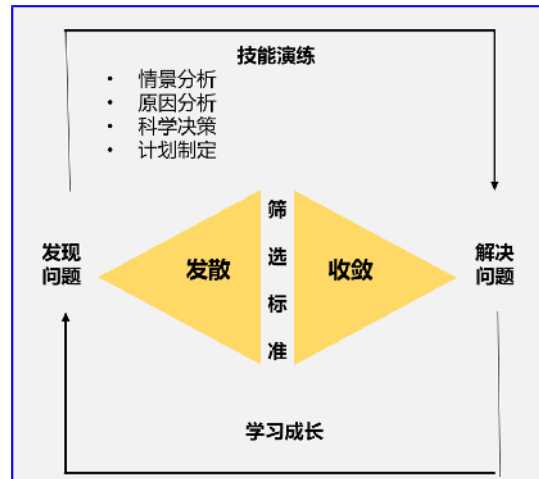 技能演练
• 情景分析
• 原因分析
• 科学决策
• 计划制定
发现
问题
发散
筛
选
标
准
收敛
解决
问题
学习成长